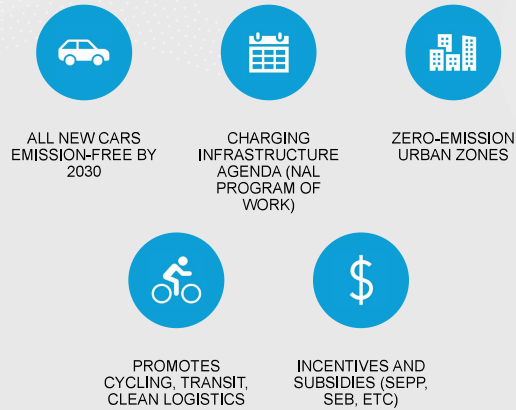 ALL NEW CARS
EMISSION-FREE BY
2030
CHARGING
INFRASTRUCTURE
AGENDA (NAL
PROGRAM OF
WORK)
ZERO-EMISSION
URBAN ZONES
PROMOTES
CYCLING, TRANSIT,
CLEAN LOGISTICS
$
INCENTIVES AND
SUBSIDIES (SEPP,
SEB, ETC)